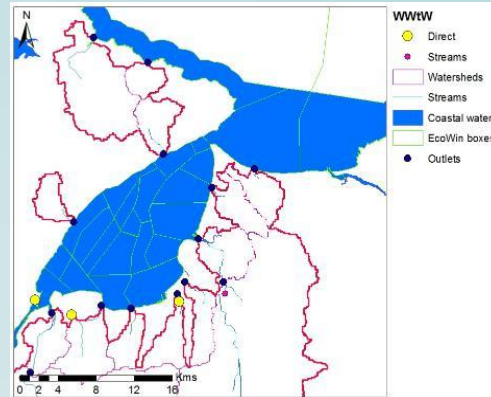 N
WWtW
Direct
Streams
Watersheds
Streams
Coastal water
EcoWin boxes
Outlets
0 2 4 8 12 16 Kms